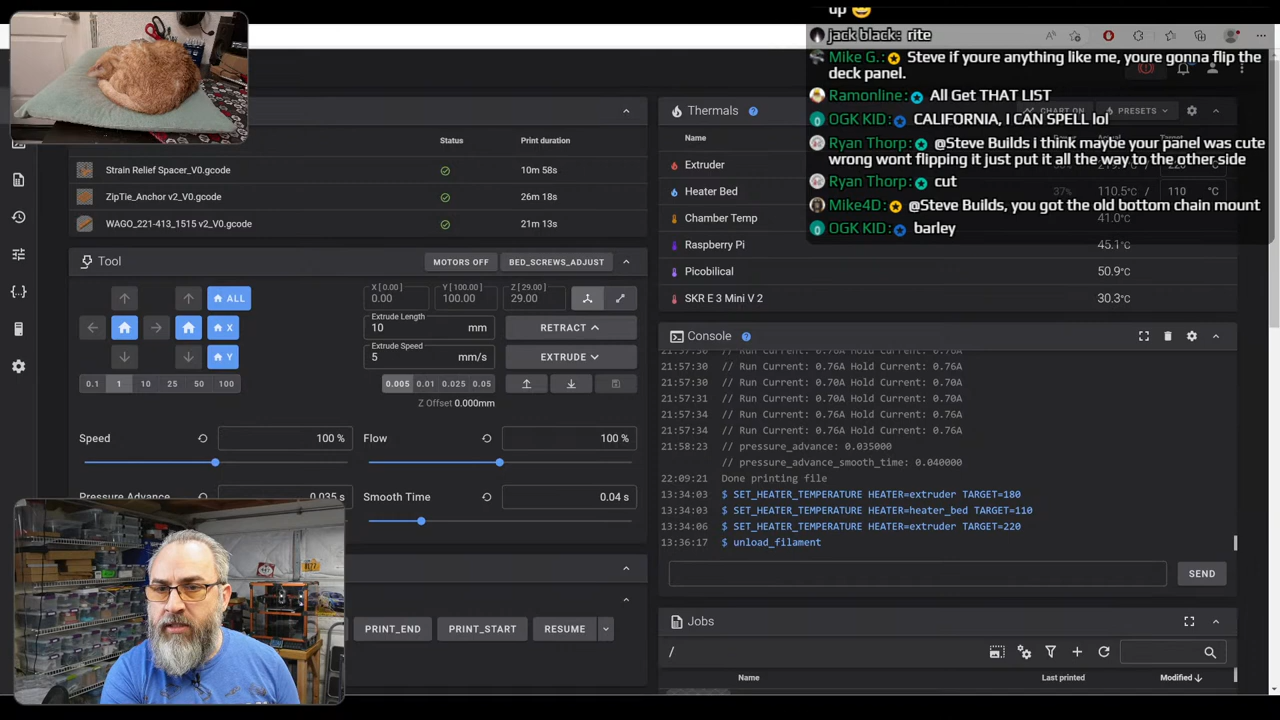 up
jack black: rite
Mike G.: Steve if youre anything like me, youre gonna flip the
deck panel.
Ramonline: All Get THAT LIST
OGK KID: CALIFORNIA, I CAN SPELL lol
Ryan Thorp: @Steve Builds i think maybe your panel was cute
wrong wont flipping it just put it all the way to the other side
Ryan Thorp: cut
Mike4D: @Steve Builds, you got the old bottom chain mount
OGK KID: barley
Status Print duration
Strain Relief Spacer_V0.gcode 10m 58s
ZipTie_Anchor v2_V0.gcode 26m 18s
WAGO_221-413_1515 v2_V0.gcode 21m 13s
Tool MOTORS OFF BED_SCREWS_ADJUST
X [ 0.00 ] Y [ 100.00 ] Z [ 29.00 ]
0.00 100.00 29.00
ALL
X
Y
Extrude Length
10 mm
RETRACT
Extrude Speed
5 mm/s
EXTRUDE
0.1 1 10 25 50 100
0.005 0.01 0.025 0.05
Z Offset 0.000mm
Speed 100 %
Flow 100 %
Pressure Advance 0.035 s
Smooth Time 0.04 s
PRINT_END PRINT_START RESUME
Thermals CHART ON PRESETS
Name
Extruder
Heater Bed 37% 110.5°C / 110 °C
Chamber Temp 41.0°C
Raspberry Pi 45.1°C
Picobilical 50.9°C
SKR E 3 Mini V 2 30.3°C
Console
21:57:30 // Run Current: 0.76A Hold Current: 0.76A
21:57:30 // Run Current: 0.76A Hold Current: 0.76A
21:57:30 // Run Current: 0.70A Hold Current: 0.70A
21:57:31 // Run Current: 0.70A Hold Current: 0.70A
21:57:34 // Run Current: 0.76A Hold Current: 0.76A
21:57:34 // Run Current: 0.76A Hold Current: 0.76A
21:58:23 // pressure_advance: 0.035000
// pressure_advance_smooth_time: 0.040000
22:09:21 Done printing file
13:34:03 $ SET_HEATER_TEMPERATURE HEATER=extruder TARGET=180
13:34:03 $ SET_HEATER_TEMPERATURE HEATER=heater_bed TARGET=110
13:34:06 $ SET_HEATER_TEMPERATURE HEATER=extruder TARGET=220
13:36:17 $ unload_filament
SEND
Jobs
/
Name Last printed Modified